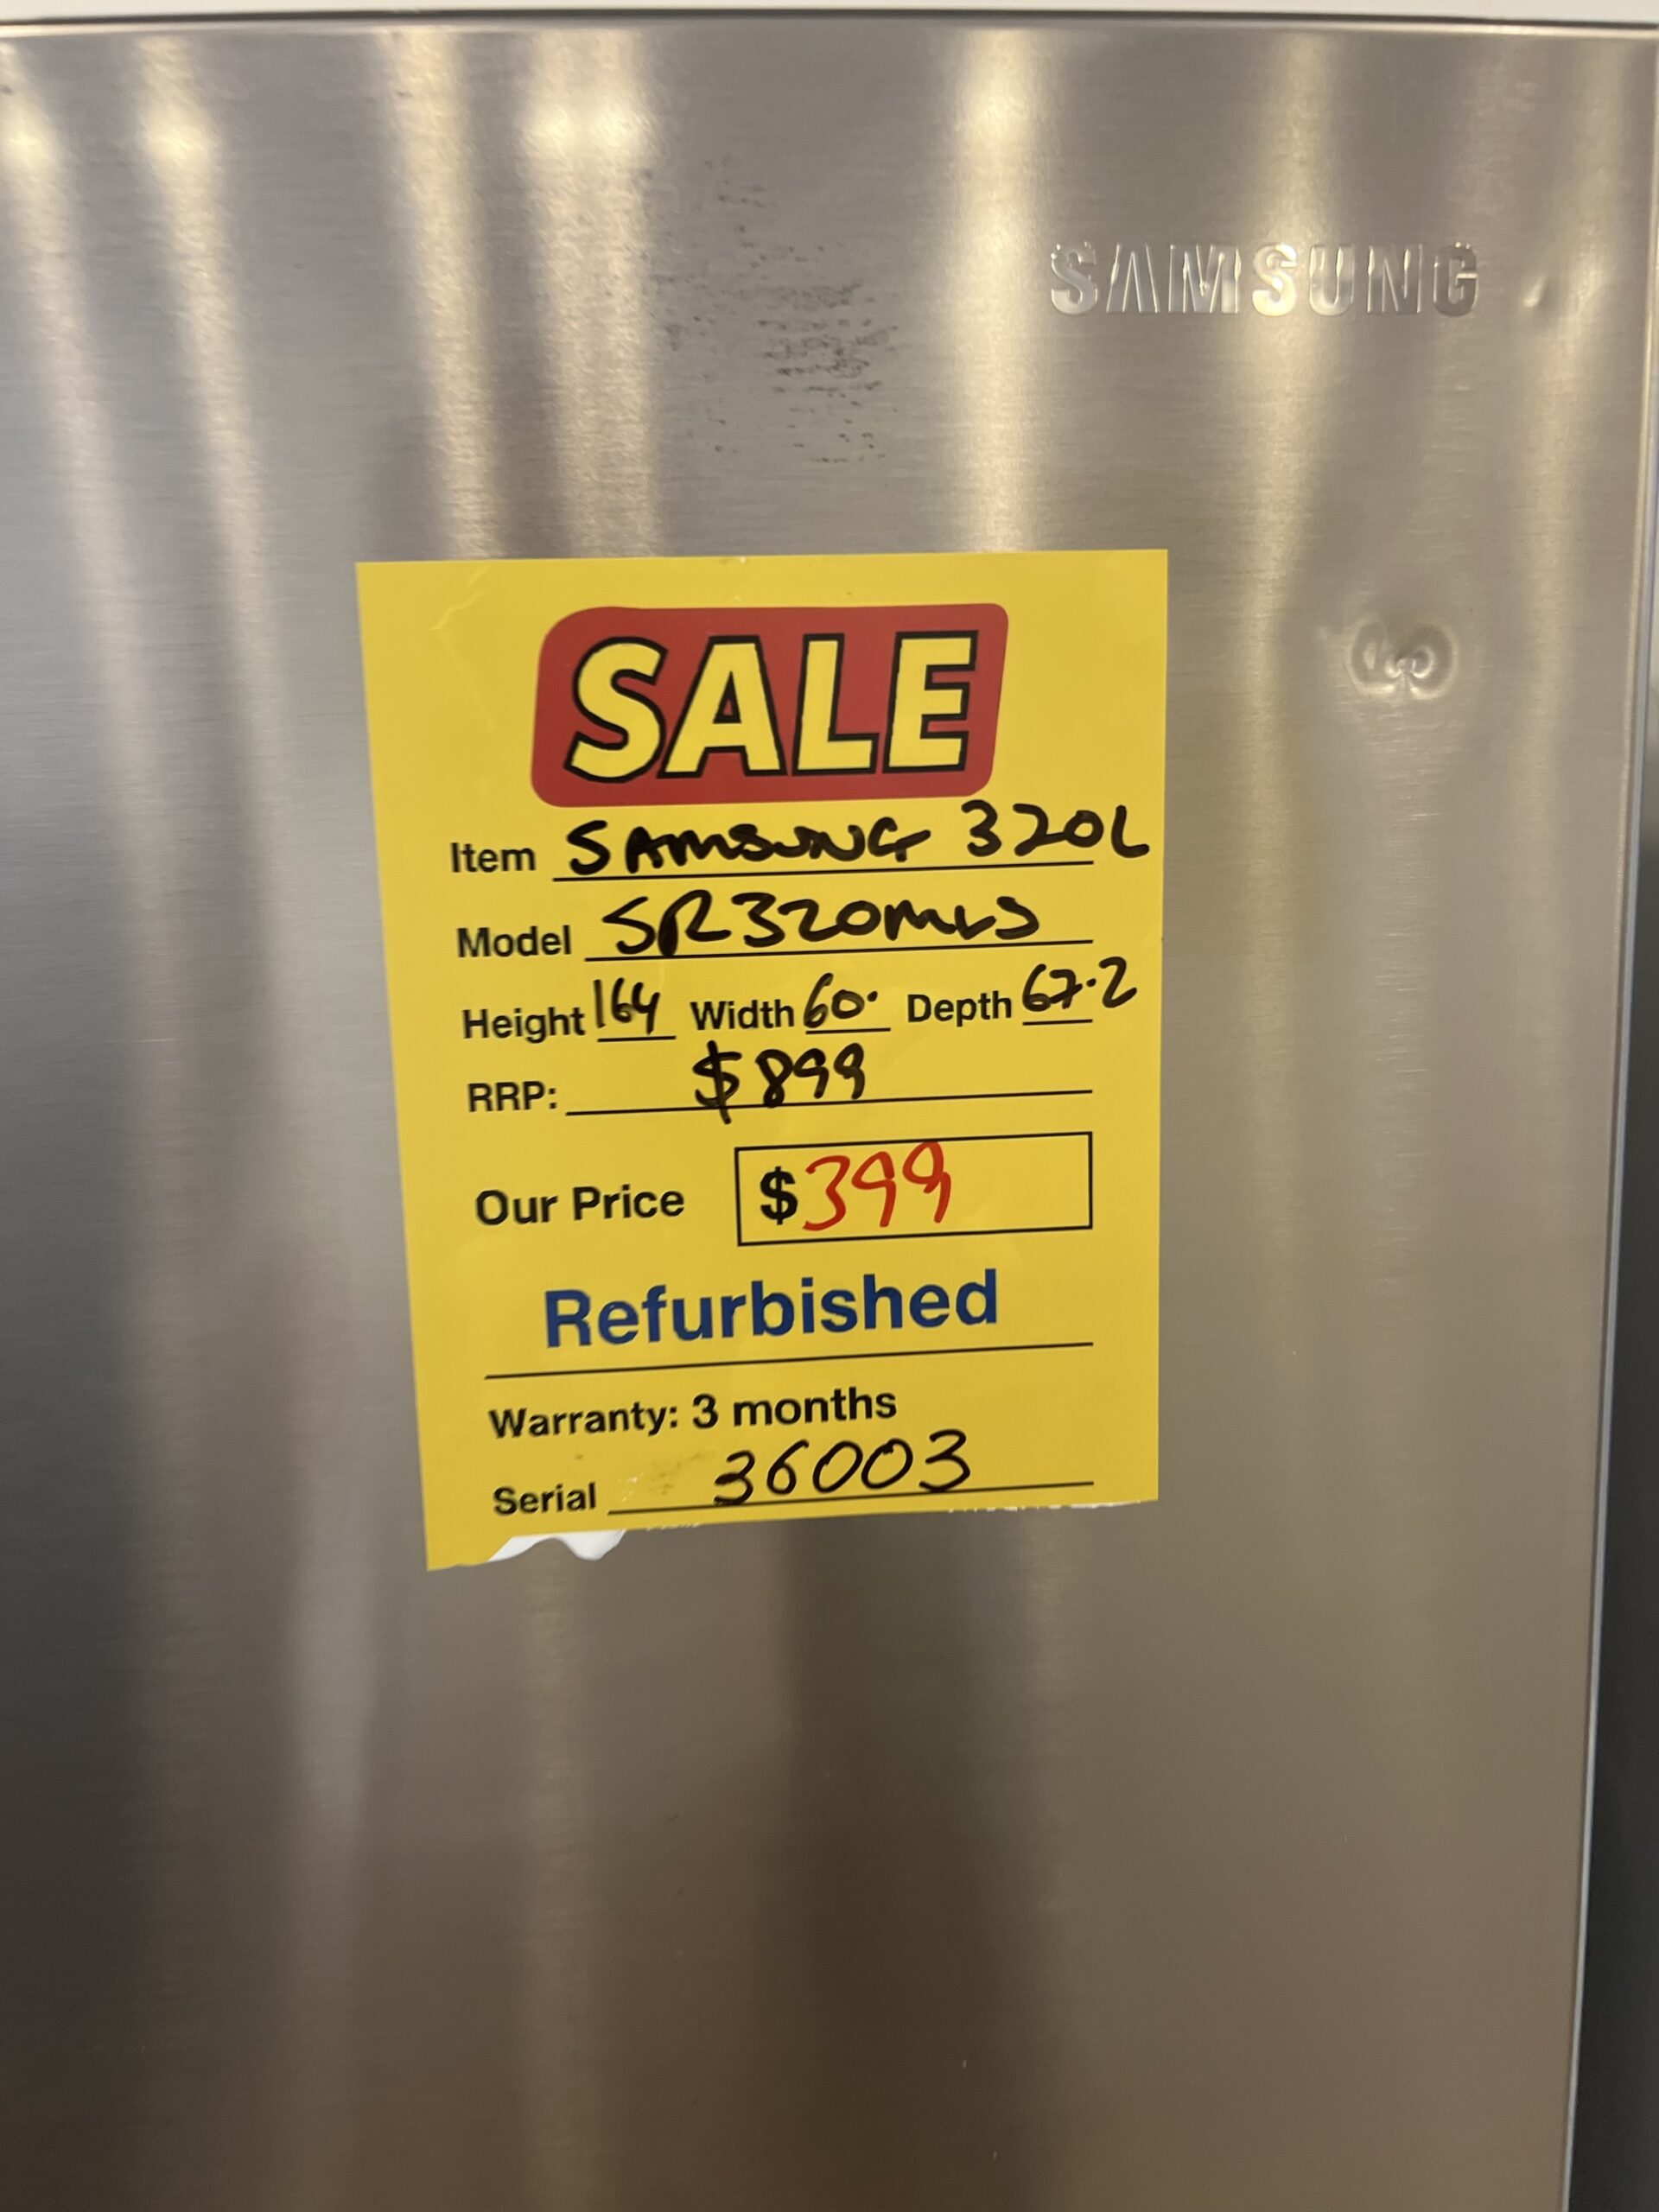 SAMSUNG
SALE
Item SAMSUNG 320L
Model SR320MLS
Height 164 Width 60. Depth 67.2
RRP: $899
Our Price $399
Refurbished
Warranty: 3 months
Serial 36003